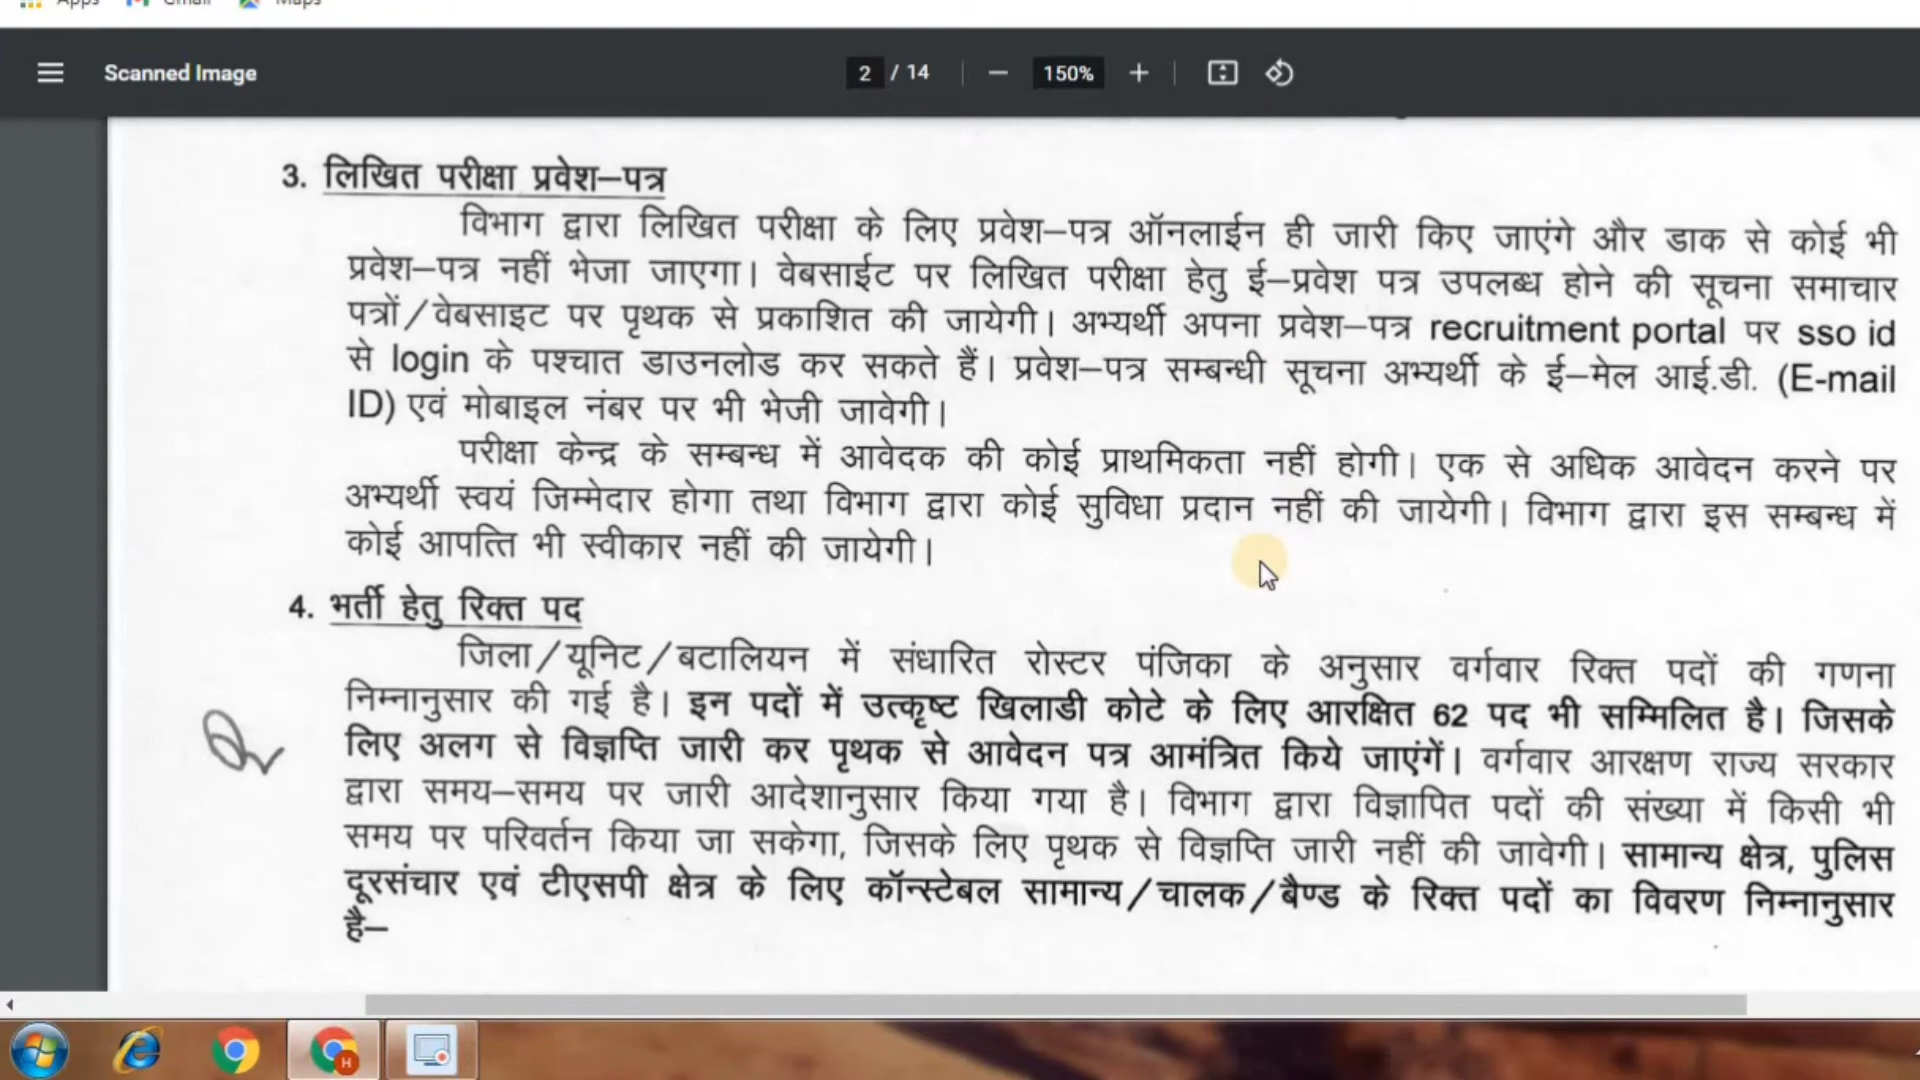 Apps Gmail Maps
Scanned Image 2 / 14 150%
3. लिखित परीक्षा प्रवेश–पत्र
विभाग द्वारा लिखित परीक्षा के लिए प्रवेश–पत्र ऑनलाईन ही जारी किए जाएंगे और डाक से कोई भी
प्रवेश–पत्र नहीं भेजा जाएगा। वेबसाईट पर लिखित परीक्षा हेतु ई–प्रवेश पत्र उपलब्ध होने की सूचना समाचार
पत्रों/वेबसाइट पर पृथक से प्रकाशित की जायेगी। अभ्यर्थी अपना प्रवेश–पत्र recruitment portal पर sso id
से login के पश्चात डाउनलोड कर सकते हैं। प्रवेश–पत्र सम्बन्धी सूचना अभ्यर्थी के ई–मेल आई.डी. (E-mail
ID) एवं मोबाइल नंबर पर भी भेजी जावेगी।
परीक्षा केन्द्र के सम्बन्ध में आवेदक की कोई प्राथमिकता नहीं होगी। एक से अधिक आवेदन करने पर
अभ्यर्थी स्वयं जिम्मेदार होगा तथा विभाग द्वारा कोई सुविधा प्रदान नहीं की जायेगी। विभाग द्वारा इस सम्बन्ध में
कोई आपत्ति भी स्वीकार नहीं की जायेगी।
4. भर्ती हेतु रिक्त पद
जिला/यूनिट/बटालियन में संधारित रोस्टर पंजिका के अनुसार वर्गवार रिक्त पदों की गणना
निम्नानुसार की गई है। इन पदों में उत्कृष्ट खिलाडी कोटे के लिए आरक्षित 62 पद भी सम्मिलित है। जिसके
लिए अलग से विज्ञप्ति जारी कर पृथक से आवेदन पत्र आमंत्रित किये जाएंगें। वर्गवार आरक्षण राज्य सरकार
द्वारा समय–समय पर जारी आदेशानुसार किया गया है। विभाग द्वारा विज्ञापित पदों की संख्या में किसी भी
समय पर परिवर्तन किया जा सकेगा, जिसके लिए पृथक से विज्ञप्ति जारी नहीं की जावेगी। सामान्य क्षेत्र, पुलिस
दूरसंचार एवं टीएसपी क्षेत्र के लिए कॉन्स्टेबल सामान्य/चालक/बैण्ड के रिक्त पदों का विवरण निम्नानुसार
है–
H